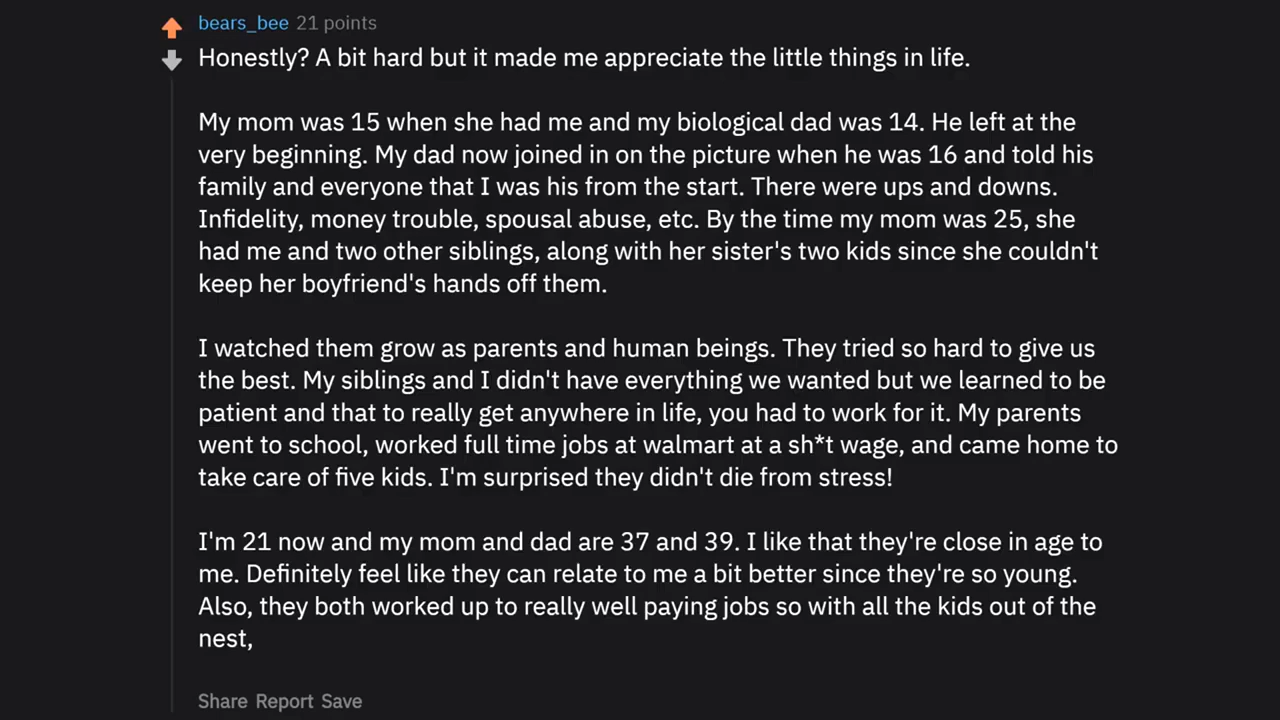 bears_bee 21 points
Honestly? A bit hard but it made me appreciate the little things in life.
My mom was 15 when she had me and my biological dad was 14. He left at the
very beginning. My dad now joined in on the picture when he was 16 and told his
family and everyone that I was his from the start. There were ups and downs.
Infidelity, money trouble, spousal abuse, etc. By the time my mom was 25, she
had me and two other siblings, along with her sister's two kids since she couldn't
keep her boyfriend's hands off them.
I watched them grow as parents and human beings. They tried so hard to give us
the best. My siblings and I didn't have everything we wanted but we learned to be
patient and that to really get anywhere in life, you had to work for it. My parents
went to school, worked full time jobs at walmart at a sh*t wage, and came home to
take care of five kids. I'm surprised they didn't die from stress!
I'm 21 now and my mom and dad are 37 and 39. I like that they're close in age to
me. Definitely feel like they can relate to me a bit better since they're so young.
Also, they both worked up to really well paying jobs so with all the kids out of the
nest,
Share Report Save